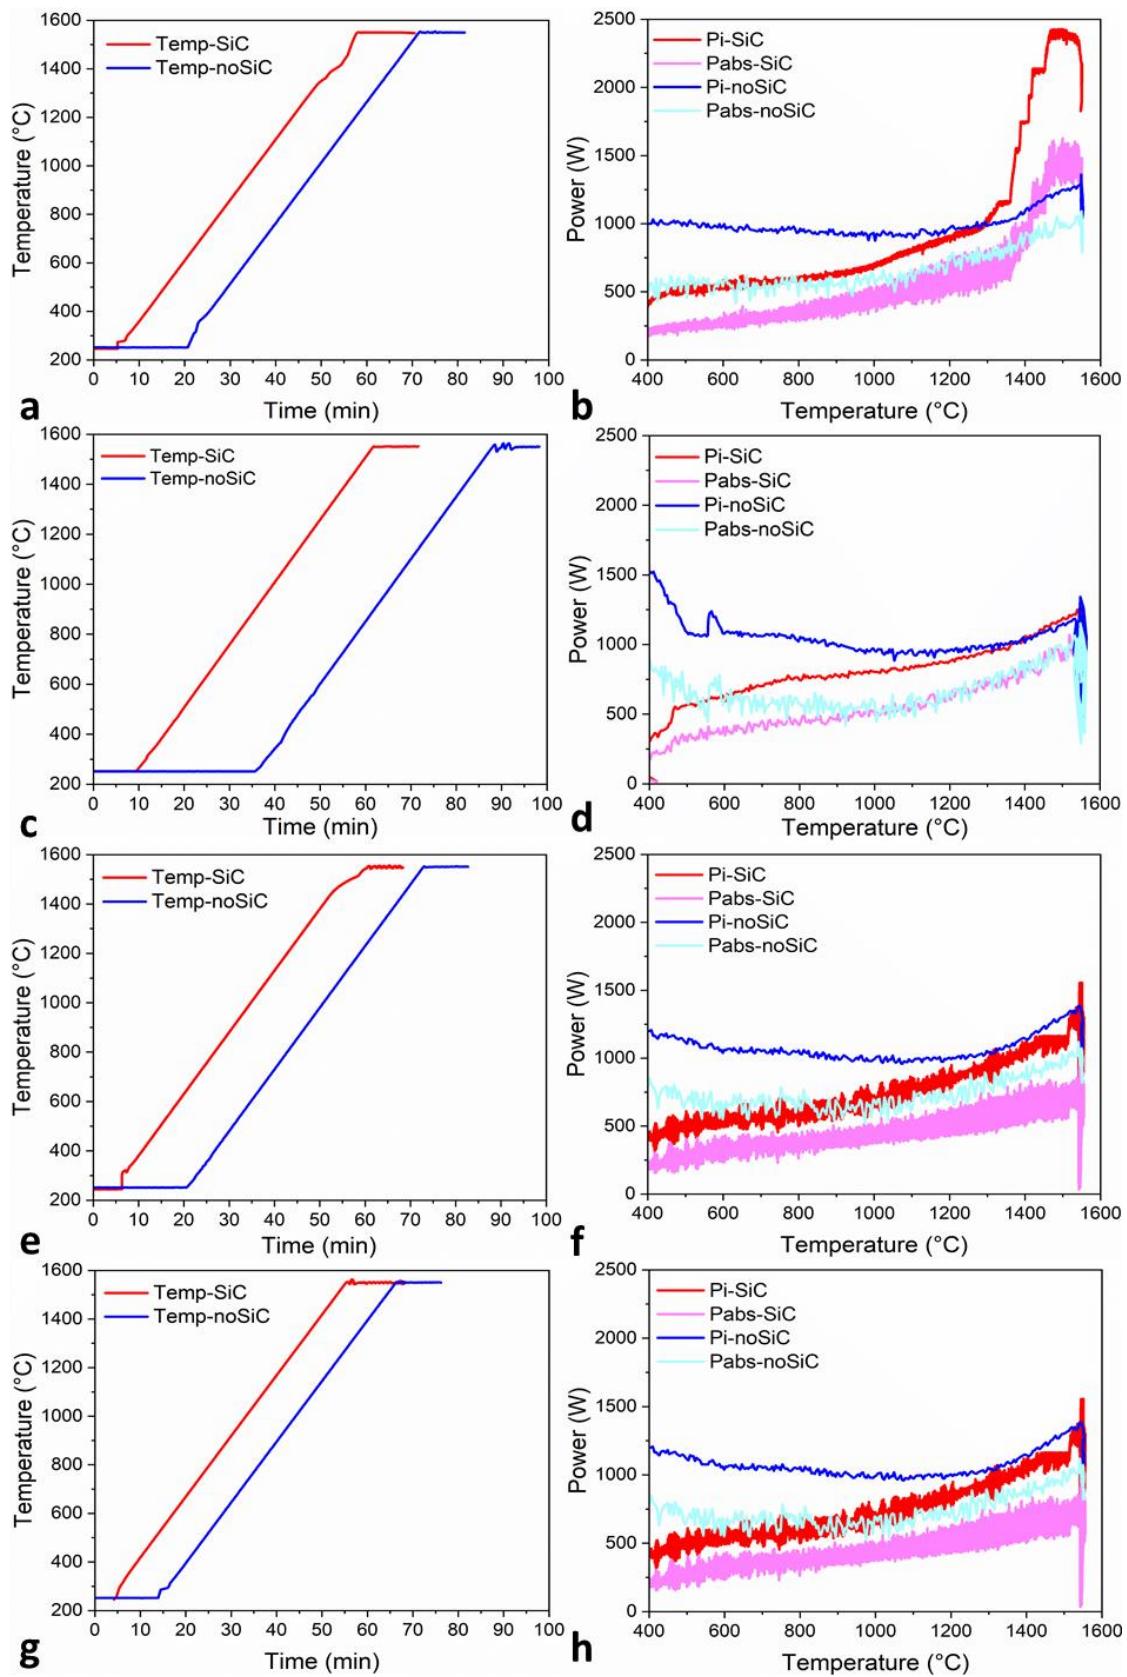 1600
1400
1200
1000
800
600
400
200
Temperature (°C)
Temp-SiC
Temp-noSiC
0 10 20 30 40 50 60 70 80 90 100
Time (min)
a
2500
2000
1500
1000
500
0
Power (W)
Pi-SiC
Pabs-SiC
Pi-noSiC
Pabs-noSiC
400 600 800 1000 1200 1400 1600
Temperature (°C)
b
1600
1400
1200
1000
800
600
400
200
Temperature (°C)
Temp-SiC
Temp-noSiC
0 10 20 30 40 50 60 70 80 90 100
Time (min)
c
2500
2000
1500
1000
500
0
Power (W)
Pi-SiC
Pabs-SiC
Pi-noSiC
Pabs-noSiC
400 600 800 1000 1200 1400 1600
Temperature (°C)
d
1600
1400
1200
1000
800
600
400
200
Temperature (°C)
Temp-SiC
Temp-noSiC
0 10 20 30 40 50 60 70 80 90 100
Time (min)
e
2500
2000
1500
1000
500
0
Power (W)
Pi-SiC
Pabs-SiC
Pi-noSiC
Pabs-noSiC
400 600 800 1000 1200 1400 1600
Temperature (°C)
f
1600
1400
1200
1000
800
600
400
200
Temperature (°C)
Temp-SiC
Temp-noSiC
0 10 20 30 40 50 60 70 80 90 100
Time (min)
g
2500
2000
1500
1000
500
0
Power (W)
Pi-SiC
Pabs-SiC
Pi-noSiC
Pabs-noSiC
400 600 800 1000 1200 1400 1600
Temperature (°C)
h